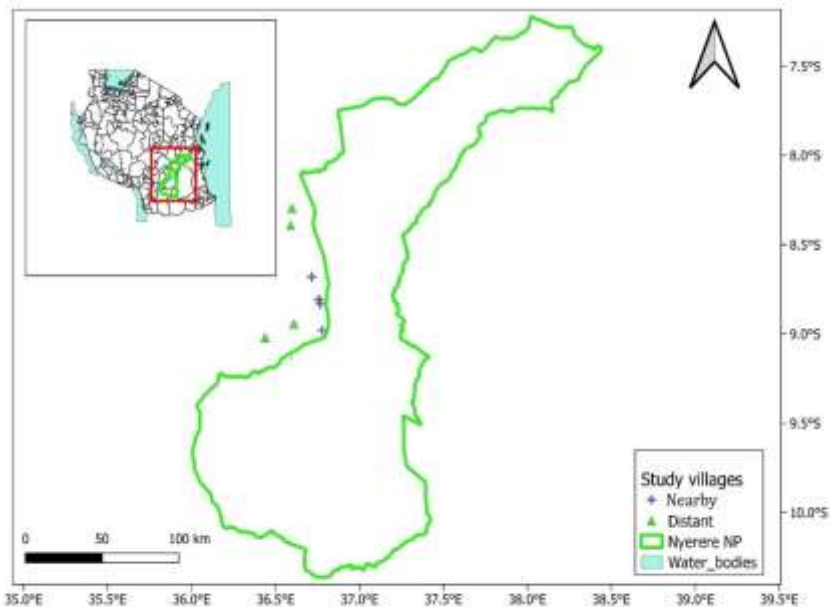 7.5°S
8.0°S
8.5°S
9.0°S
9.5°S
10.0°S
Study villages
Nearby
Distant
Nyerere NP
Water_bodies
0 50 100 km
35.0°E 35.5°E 36.0°E 36.5°E 37.0°E 37.5°E 38.0°E 38.5°E 39.0°E 39.5°E